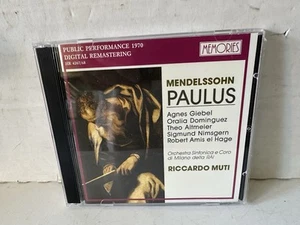 PUBLIC PERFORMANCE 1970
DIGITAL REMASTERING
MEMORIES
MENDELSSOHN
PAULUS
Agnes Giebel
Oralia Dominguez
Theo Altmeier
Sigmund Nimsgern
Robert Amis el Hage
Orchestra Sinfonica e Coro
di Milano della RAI
RICCARDO MUTI